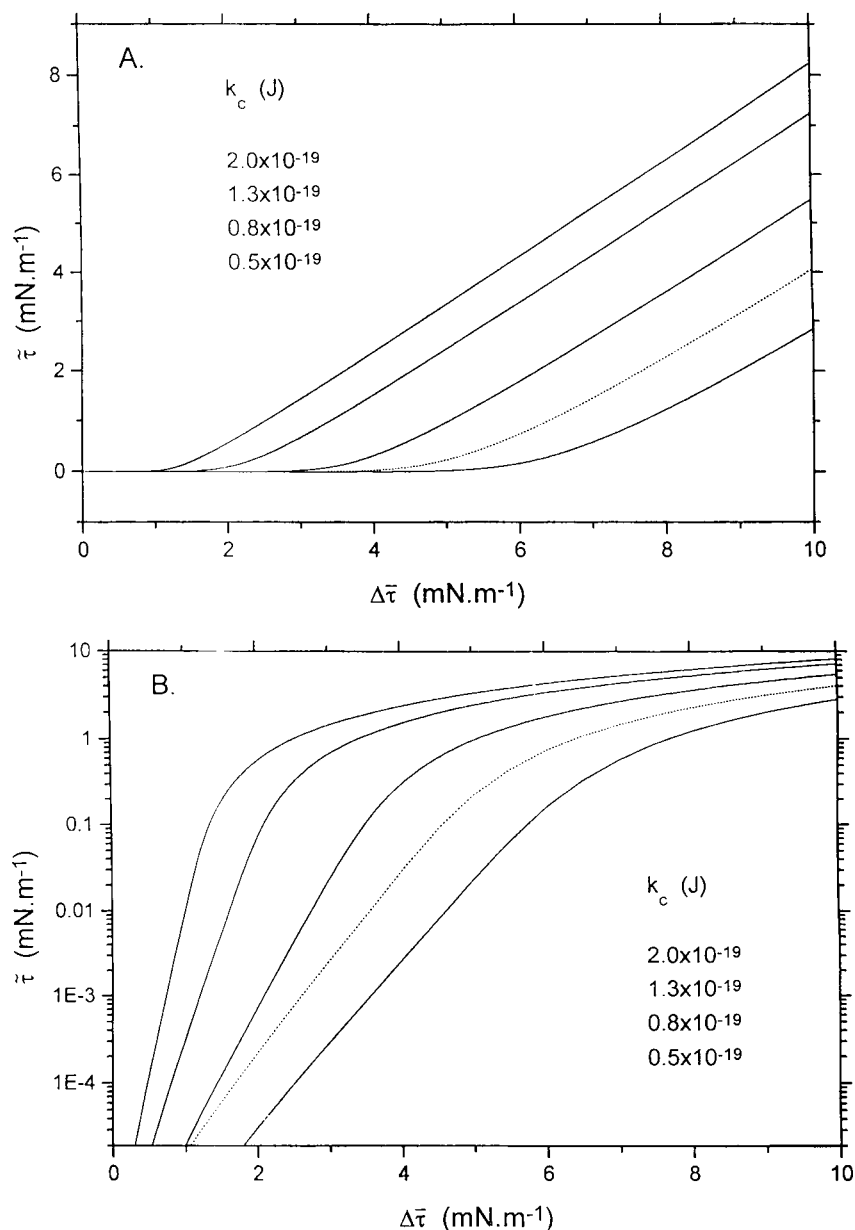 A.
k_c (J)
2.0x10⁻¹⁹
1.3x10⁻¹⁹
0.8x10⁻¹⁹
0.5x10⁻¹⁹
8
6
4
2
0
τ̃ (mN.m⁻¹)
0 2 4 6 8 10
Δτ̄ (mN.m⁻¹)
B.
10
1
0.1
0.01
1E-3
1E-4
τ̃ (mN.m⁻¹)
k_c (J)
2.0x10⁻¹⁹
1.3x10⁻¹⁹
0.8x10⁻¹⁹
0.5x10⁻¹⁹
0 2 4 6 8 10
Δτ̄ (mN.m⁻¹)